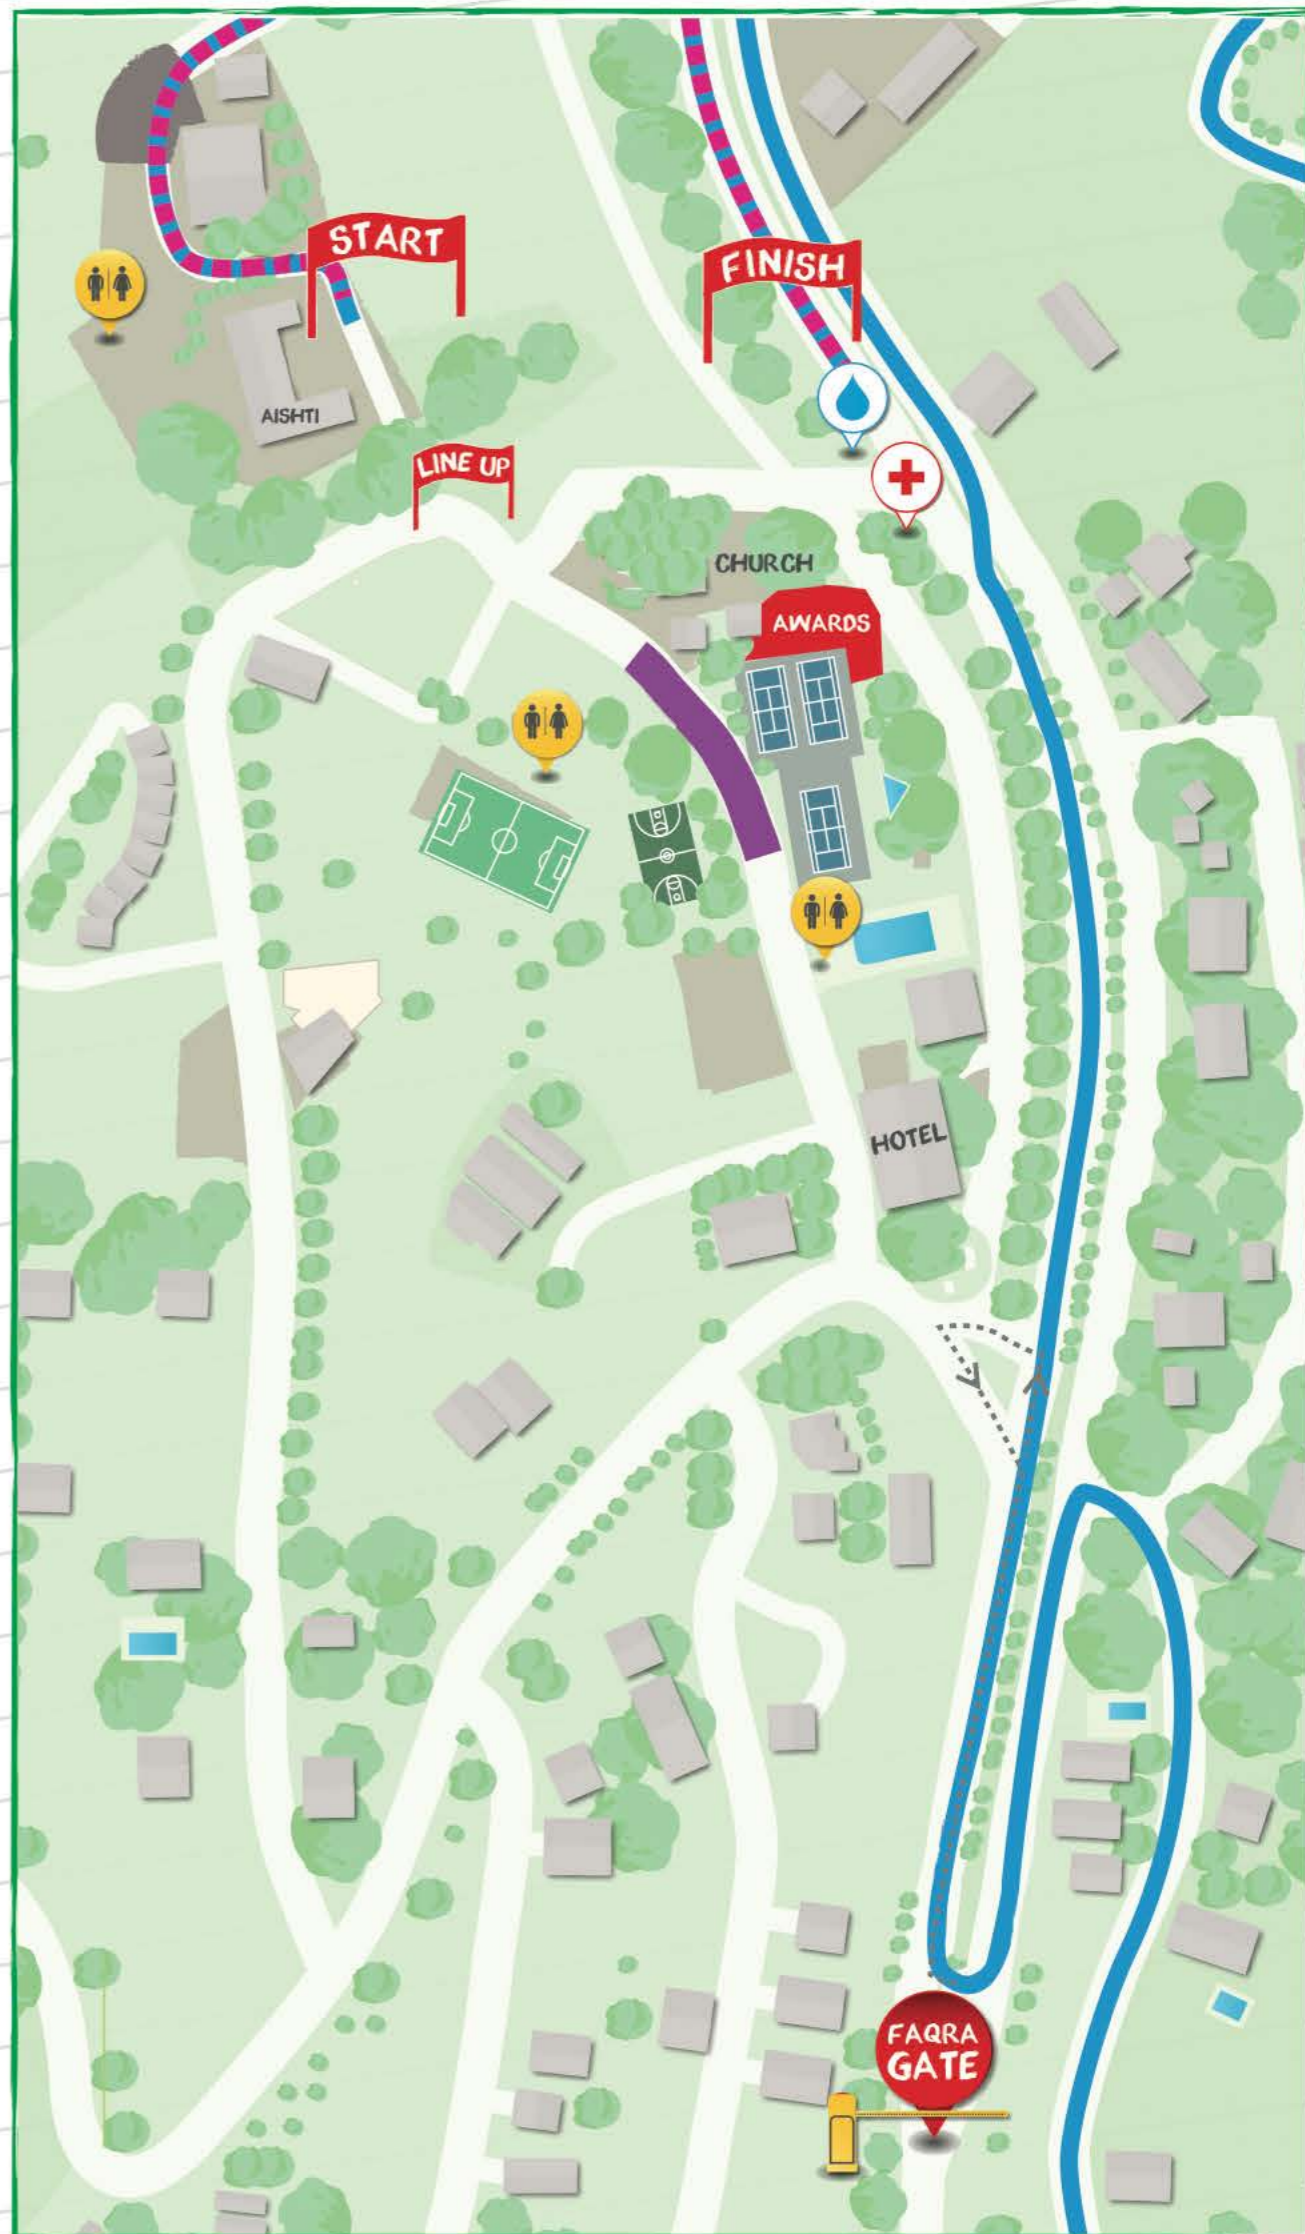 START
FINISH
AISHTI
LINE UP
CHURCH
AWARDS
HOTEL
FAQRA
GATE